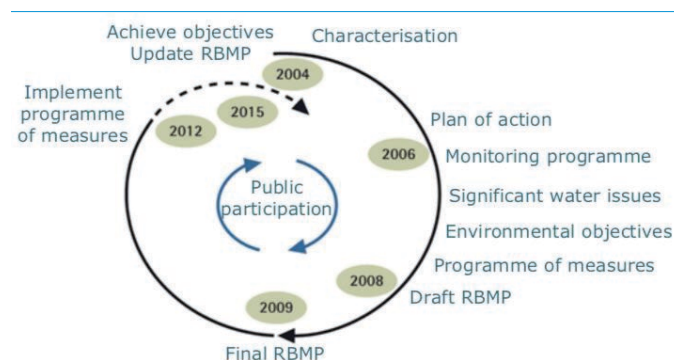 Achieve objectives
Update RBMP
Characterisation
2004
Implement
programme
of measures
2015
2012
Plan of action
2006
Monitoring programme
Public
participation
Significant water issues
Environmental objectives
Programme of measures
2008
Draft RBMP
2009
Final RBMP